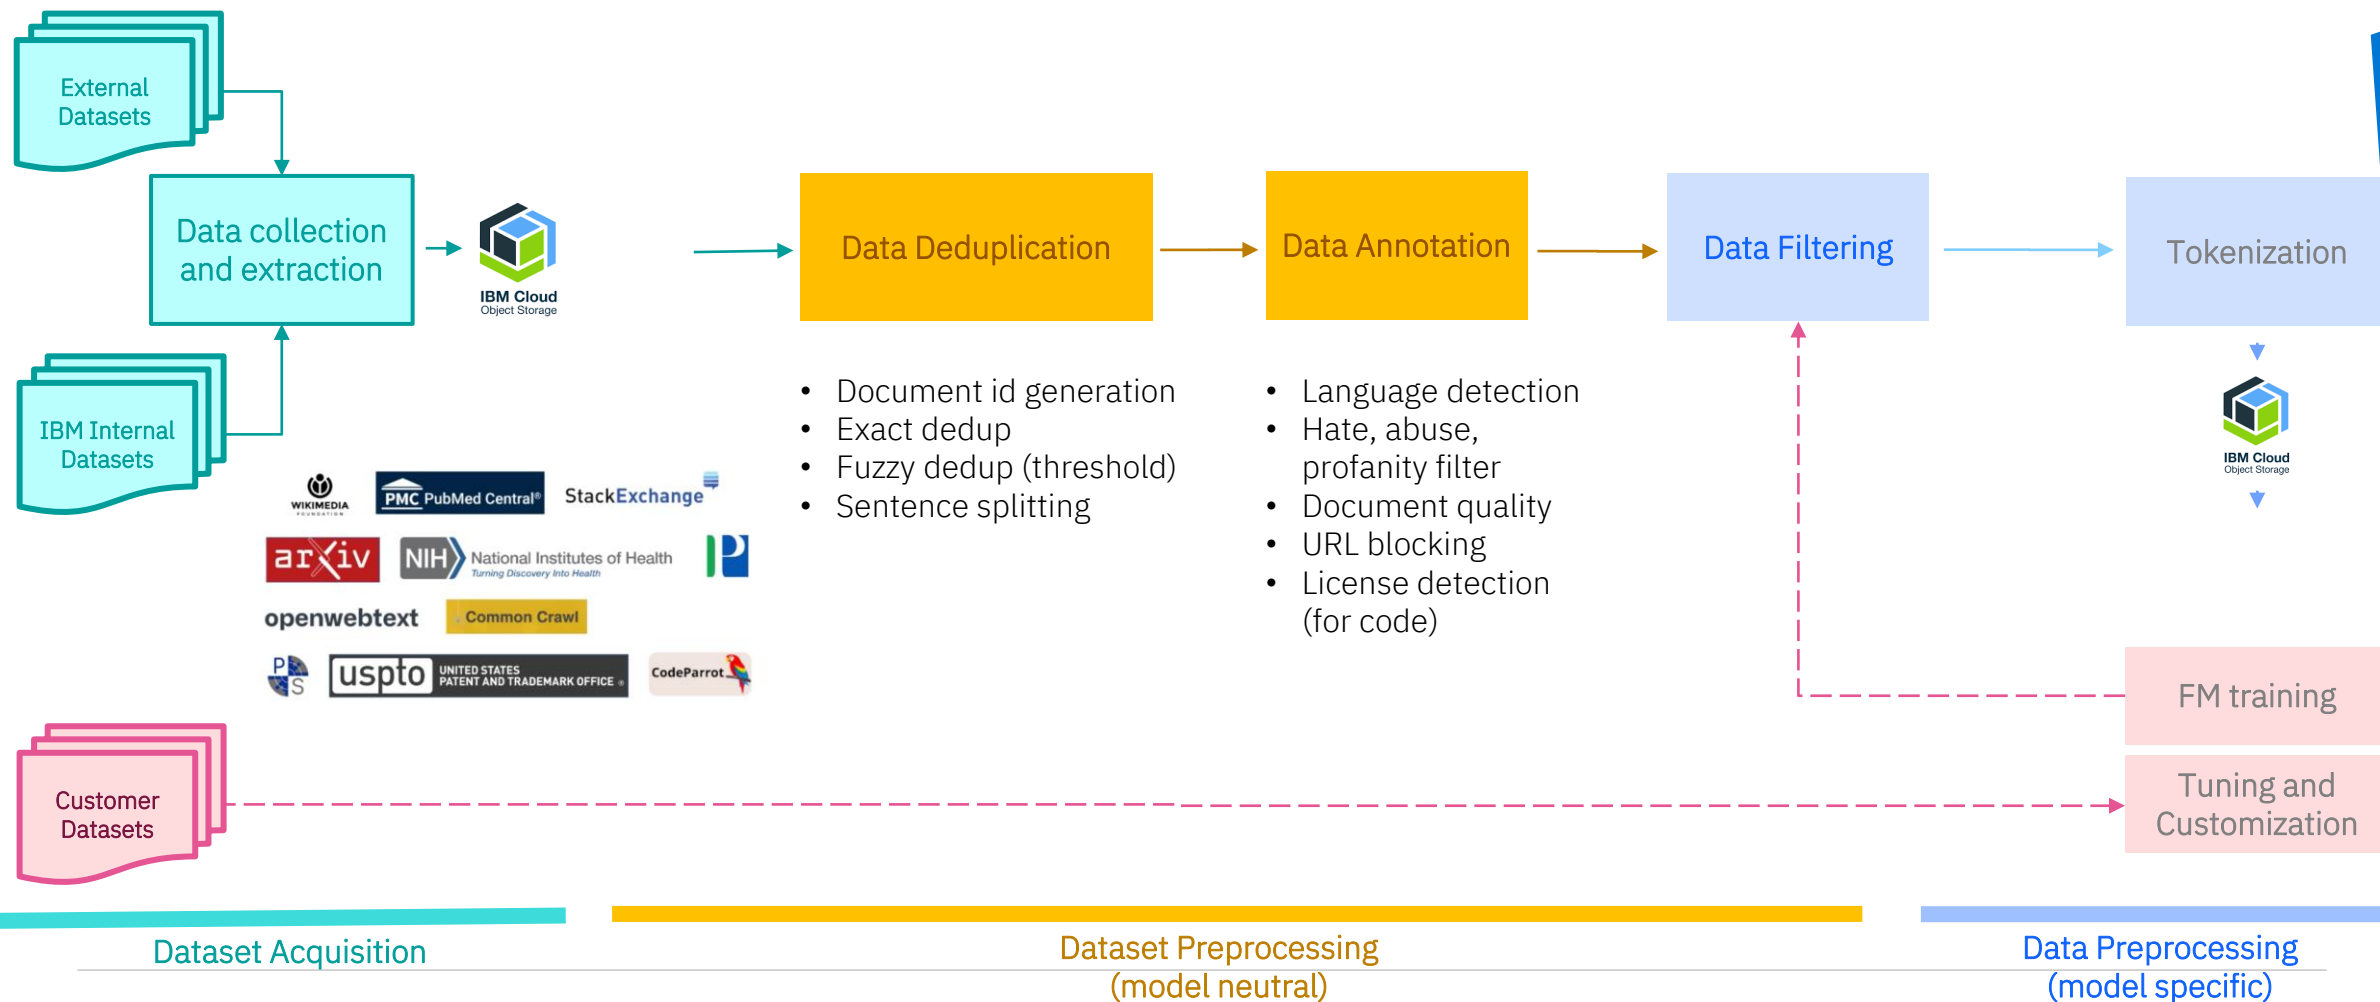 External
Datasets
Data collection
and extraction
IBM Cloud
Object Storage
Data Deduplication
Data Annotation
Data Filtering
Tokenization
IBM Internal
Datasets
• Document id generation
• Exact dedup
• Fuzzy dedup (threshold)
• Sentence splitting
• Language detection
• Hate, abuse,
profanity filter
• Document quality
• URL blocking
• License detection
(for code)
IBM Cloud
Object Storage
WIKIMEDIA
FOUNDATION
PMC PubMed Central®
StackExchange
arXiv
NIH National Institutes of Health
Turning Discovery Into Health
P
openwebtext
Common Crawl
P
S
uspto UNITED STATES
PATENT AND TRADEMARK OFFICE ®
CodeParrot
FM training
Customer
Datasets
Tuning and
Customization
Dataset Acquisition
Dataset Preprocessing
(model neutral)
Data Preprocessing
(model specific)